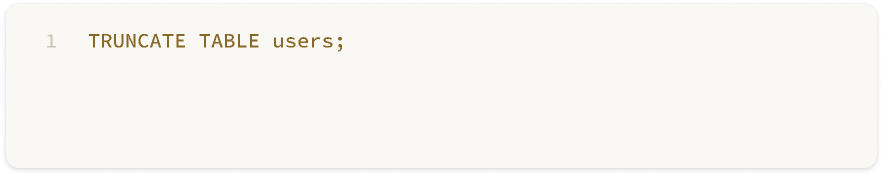 1 TRUNCATE TABLE users;